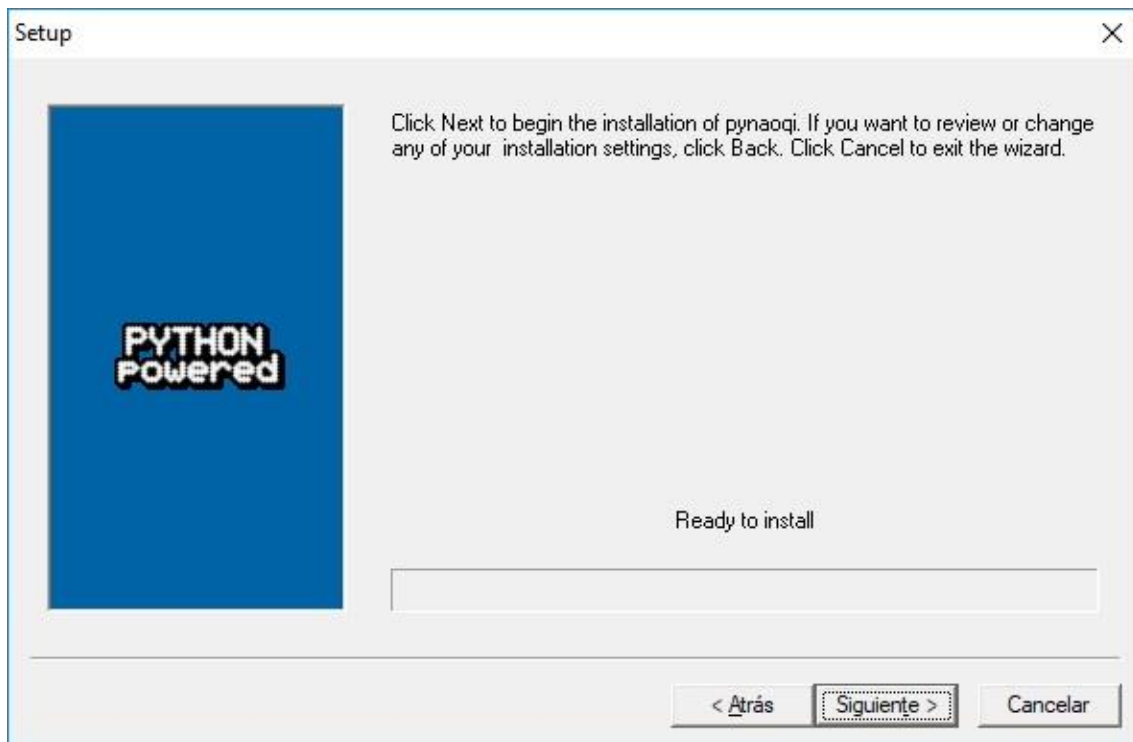 Setup
Click Next to begin the installation of pynaoqi. If you want to review or change
any of your  installation settings, click Back. Click Cancel to exit the wizard.
PYTHON
powered
Ready to install
< Atrás
Siguiente >
Cancelar